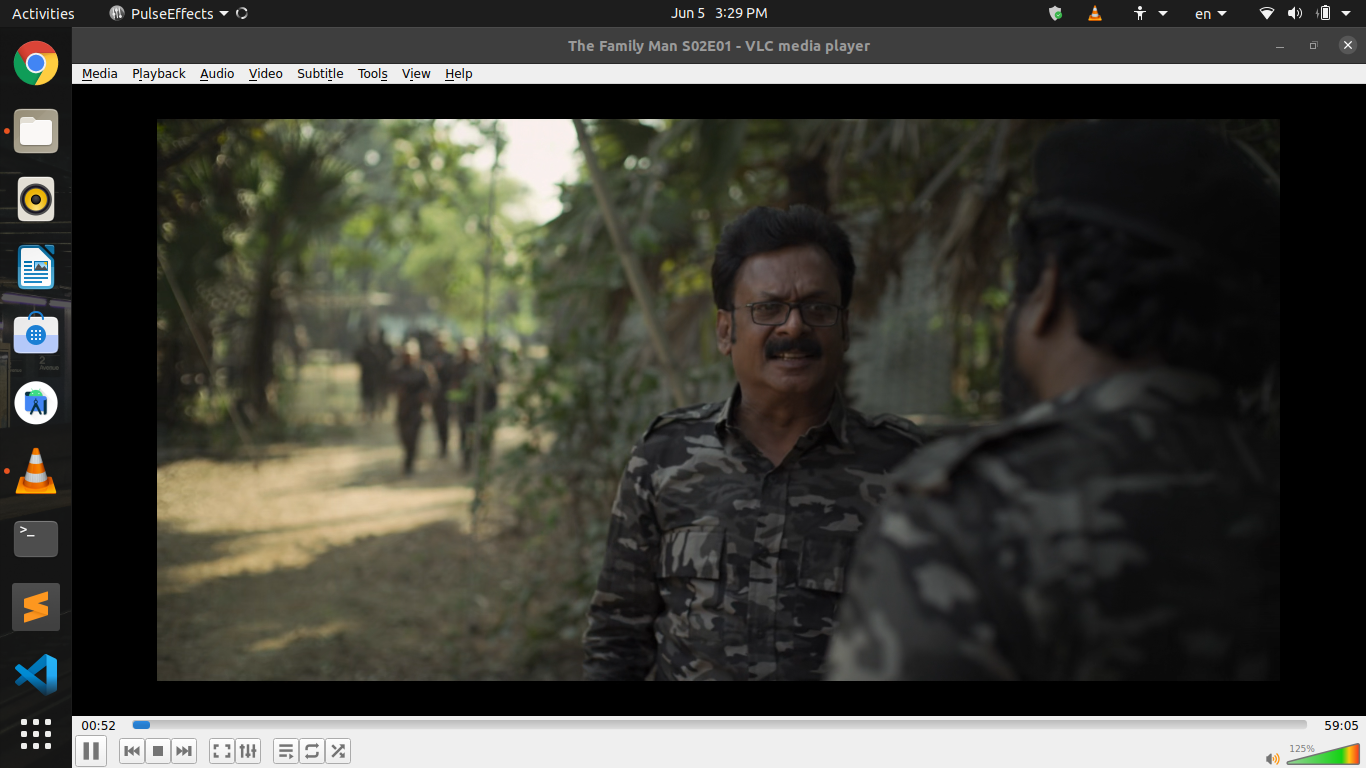 Activities PulseEffects Jun 5 3:29 PM en
The Family Man S02E01 - VLC media player
Media Playback Audio Video Subtitle Tools View Help
>_
00:52 59:05
125%